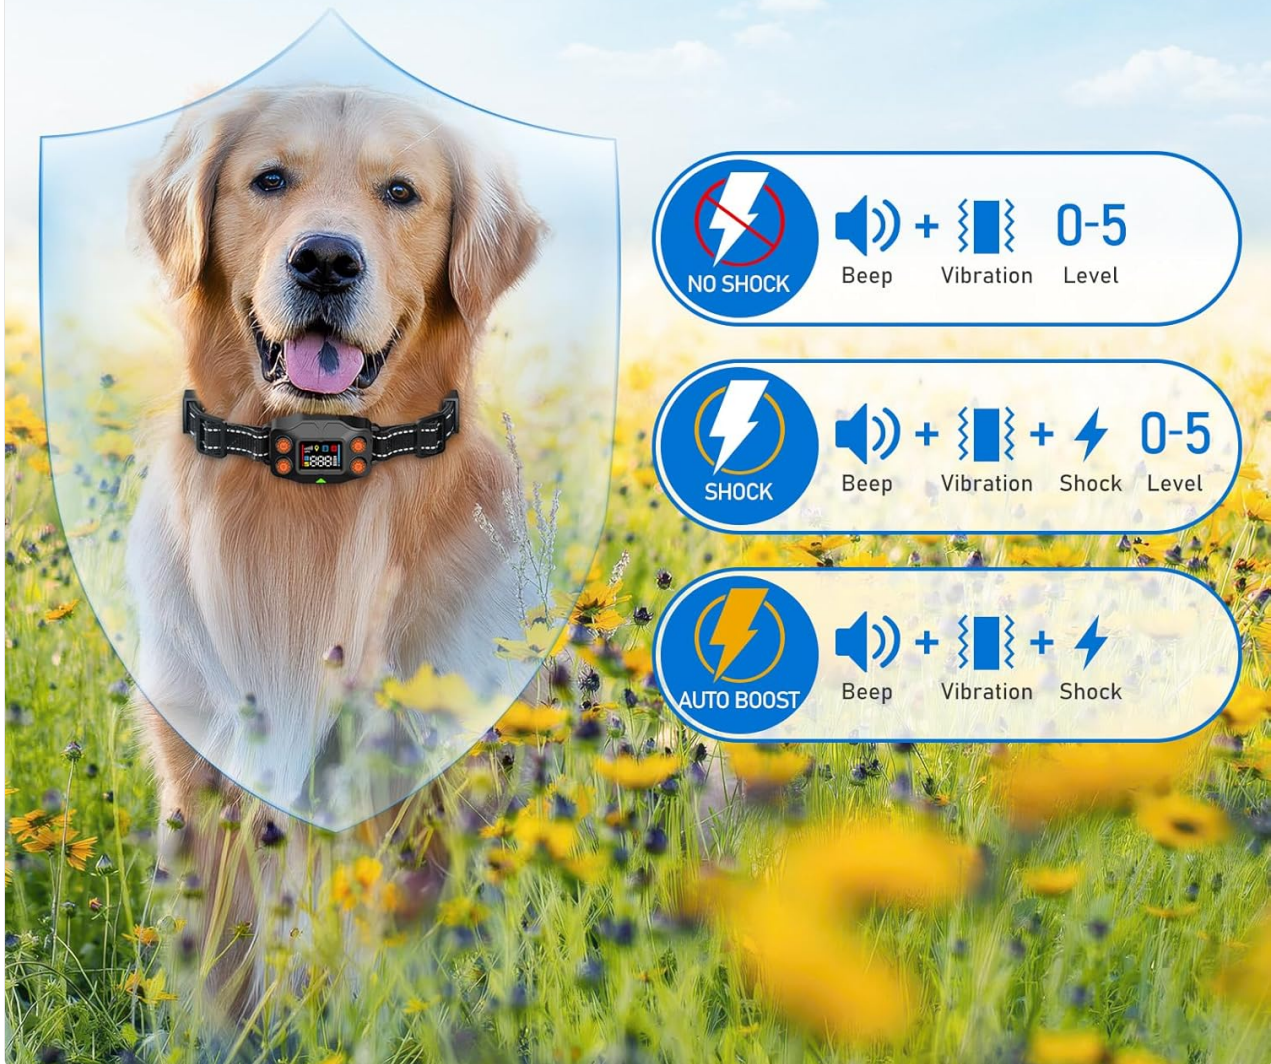 NO SHOCK
0-5
Beep + Vibration Level
SHOCK
0-5
Beep + Vibration + Shock Level
AUTO BOOST
Beep + Vibration + Shock